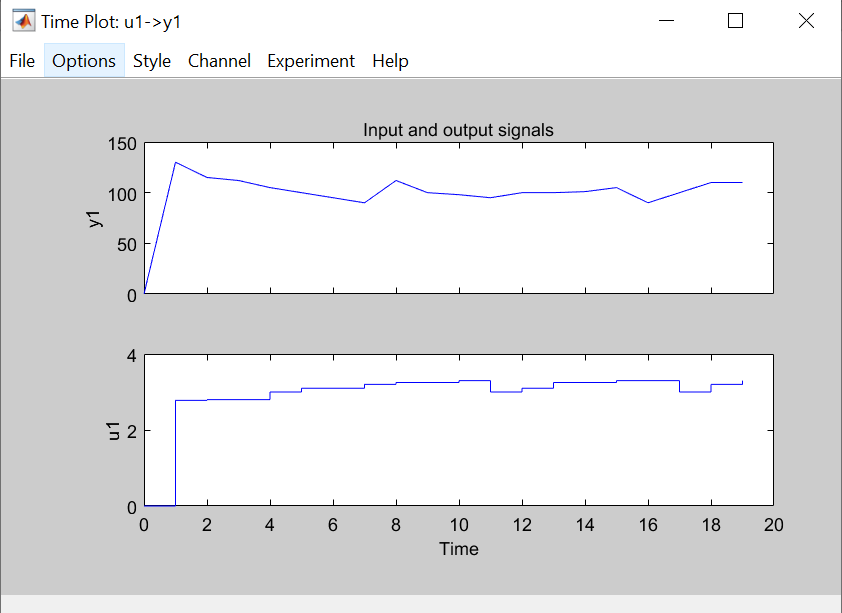 Time Plot: u1->y1
File Options Style Channel Experiment Help
Input and output signals
150
100
50
0
y1
4
2
0
u1
0 2 4 6 8 10 12 14 16 18 20
Time